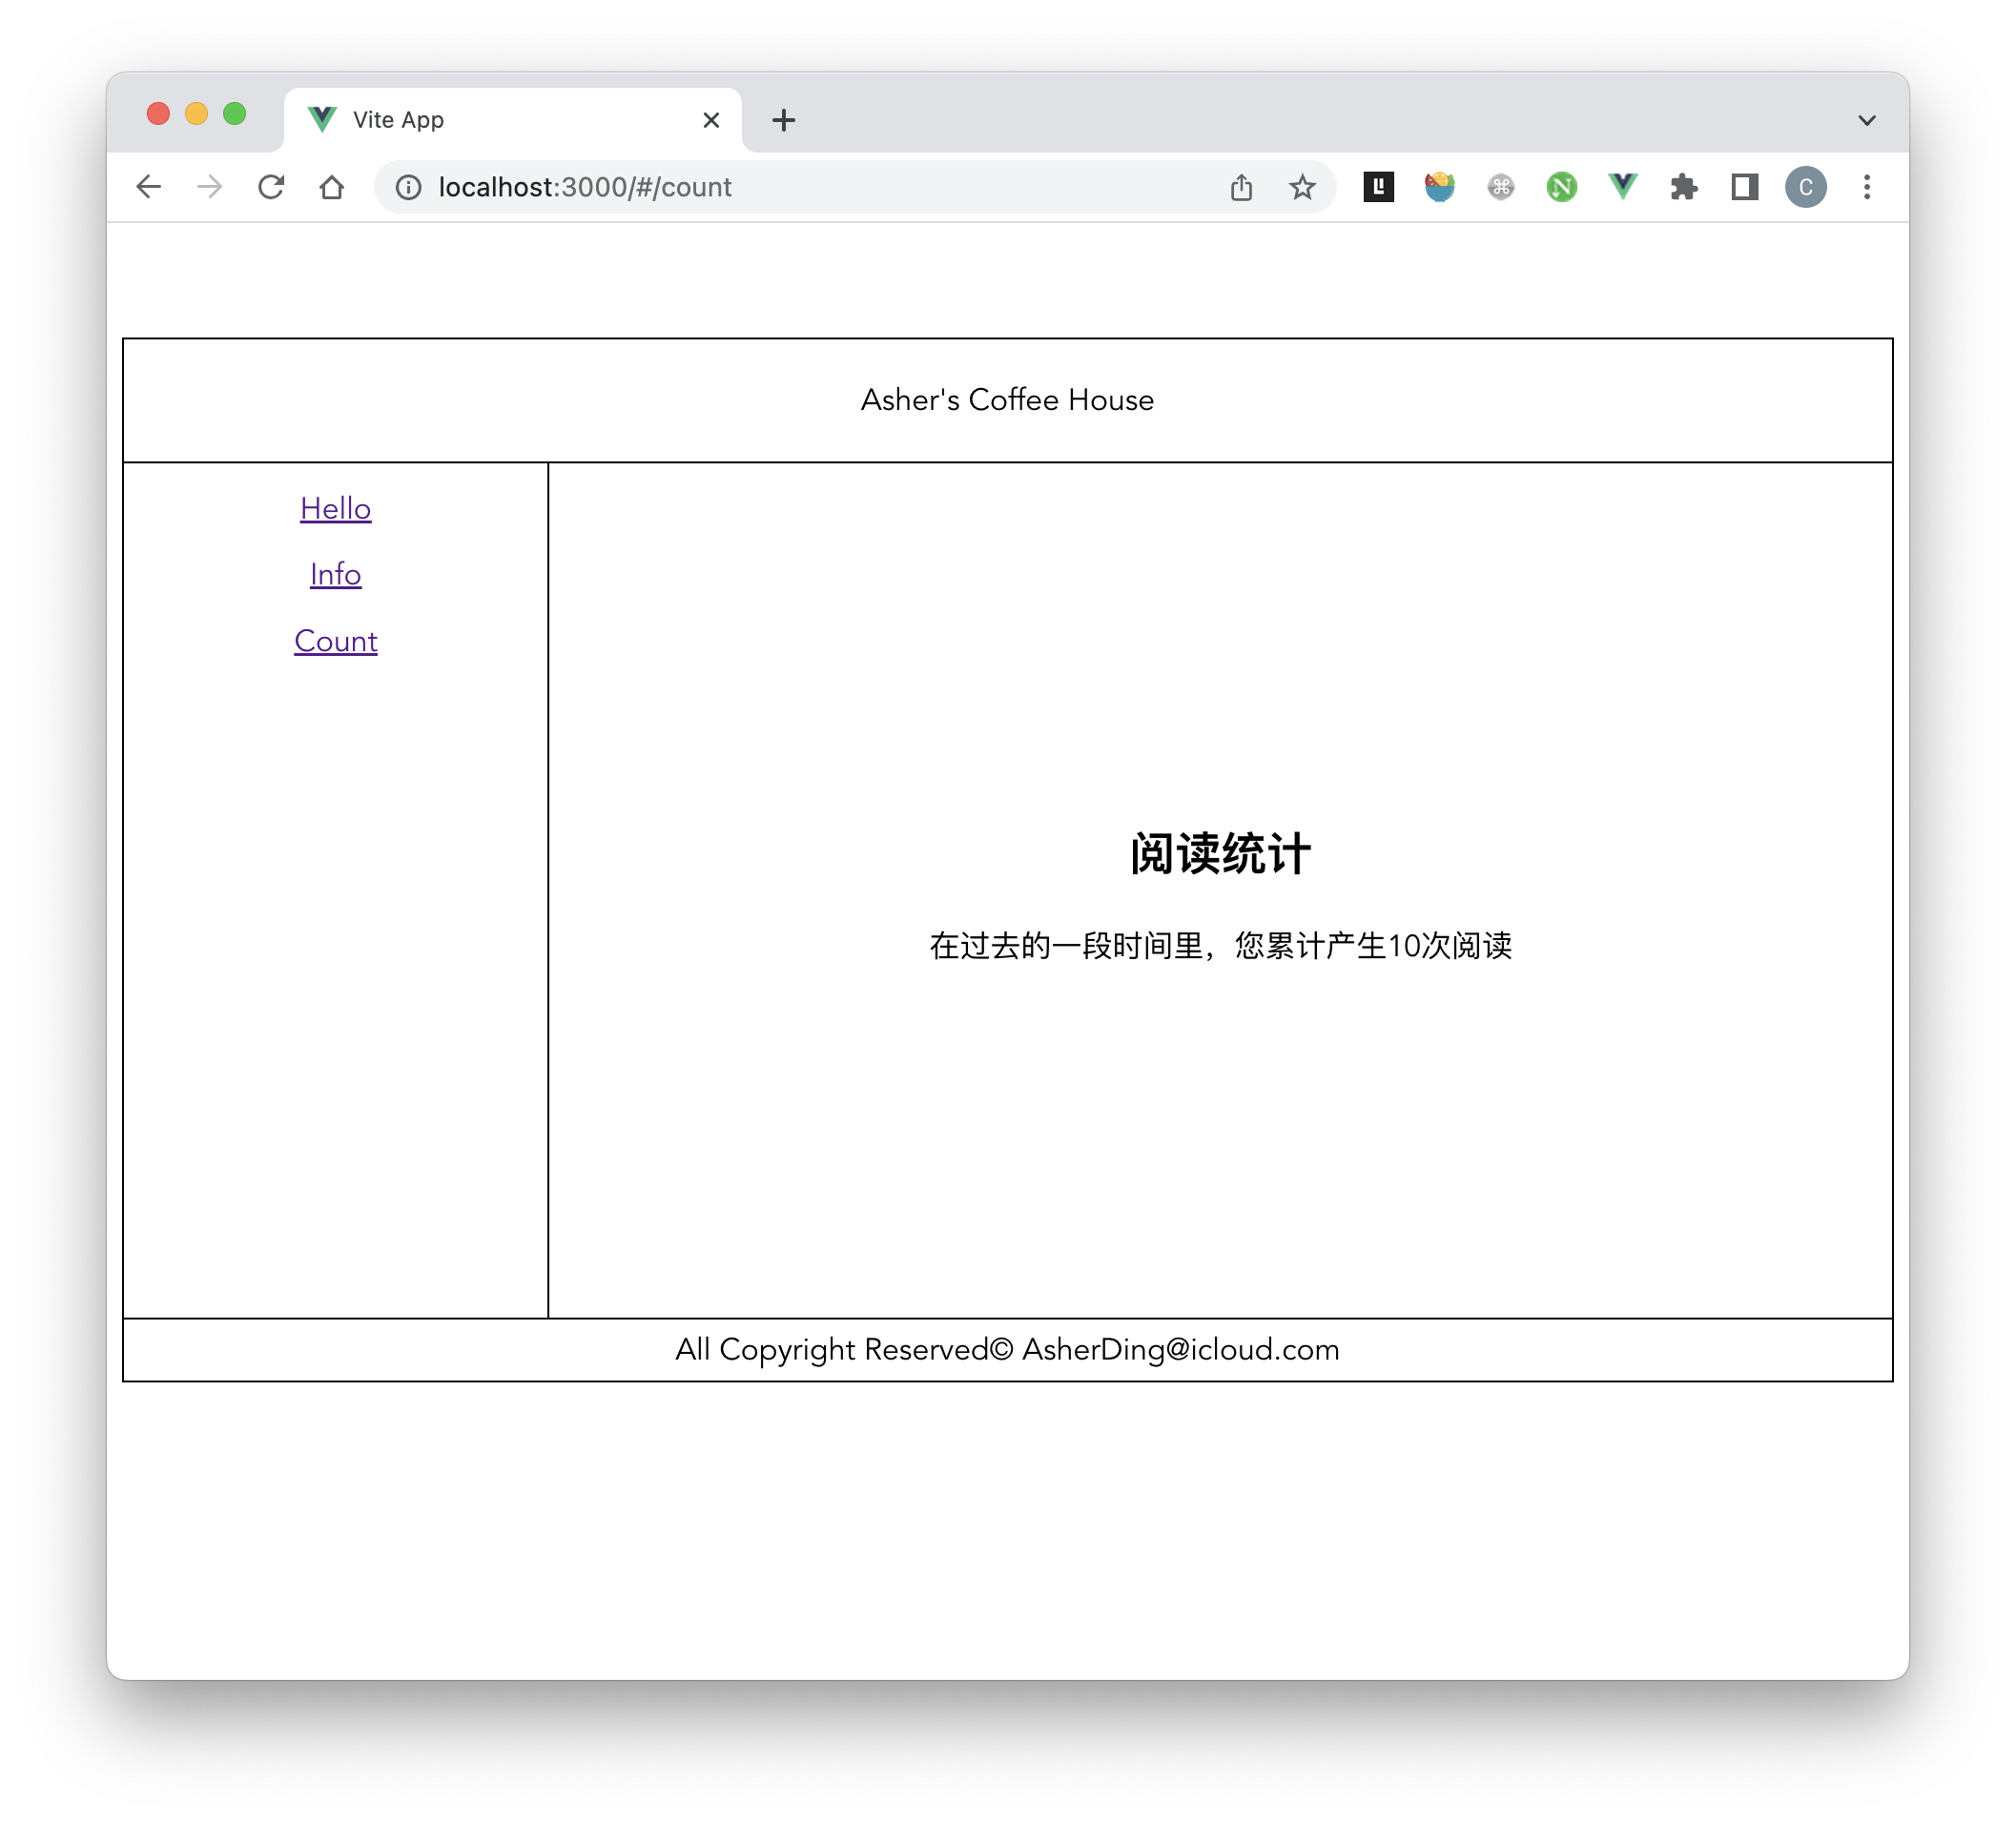 Vite App
localhost:3000/#/count
C
Asher's Coffee House
Hello
Info
Count
阅读统计
在过去的一段时间里，您累计产生10次阅读
All Copyright Reserved© AsherDing@icloud.com